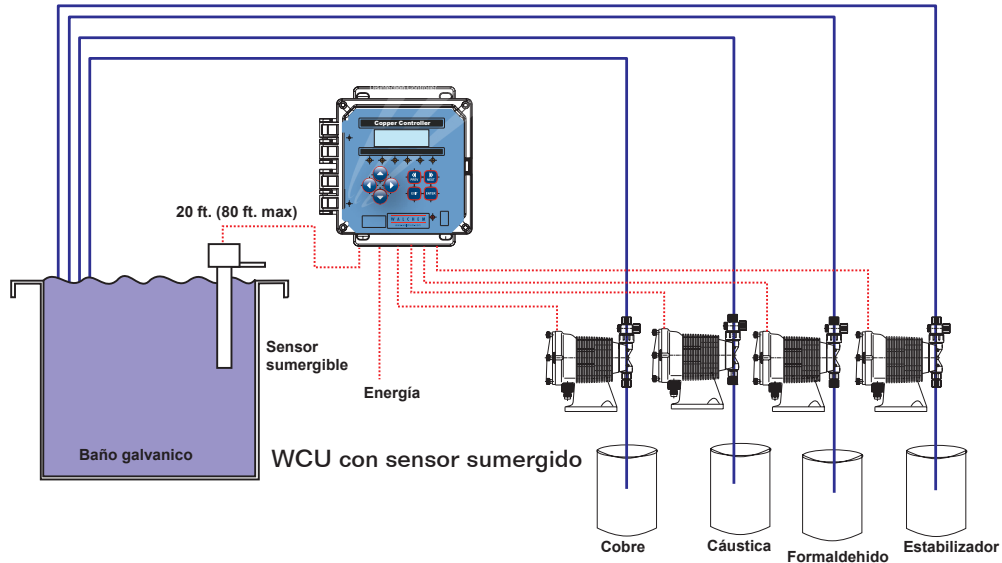 Copper Controller
WALCHEM
20 ft. (80 ft. max)
Sensor
sumergible
Energía
Baño galvanico
WCU con sensor sumergido
Cobre
Cáustica
Formaldehido
Estabilizador